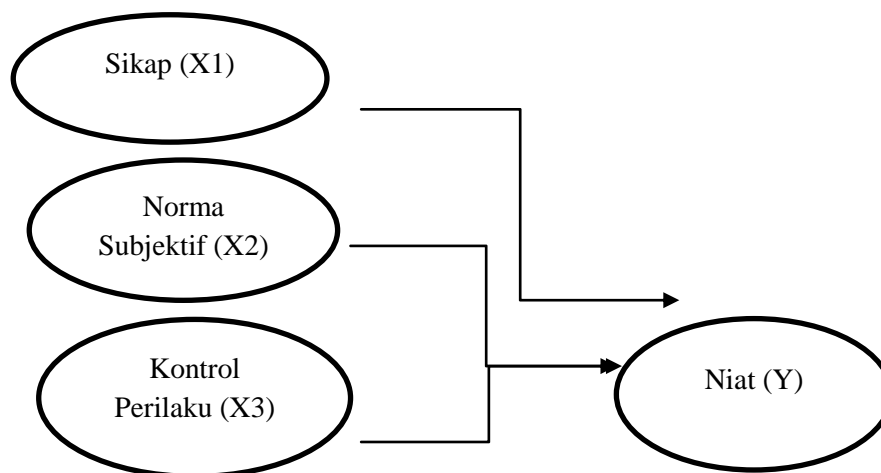 Sikap (X1)
Norma
Subjektif (X2)
Kontrol
Perilaku (X3)
Niat (Y)